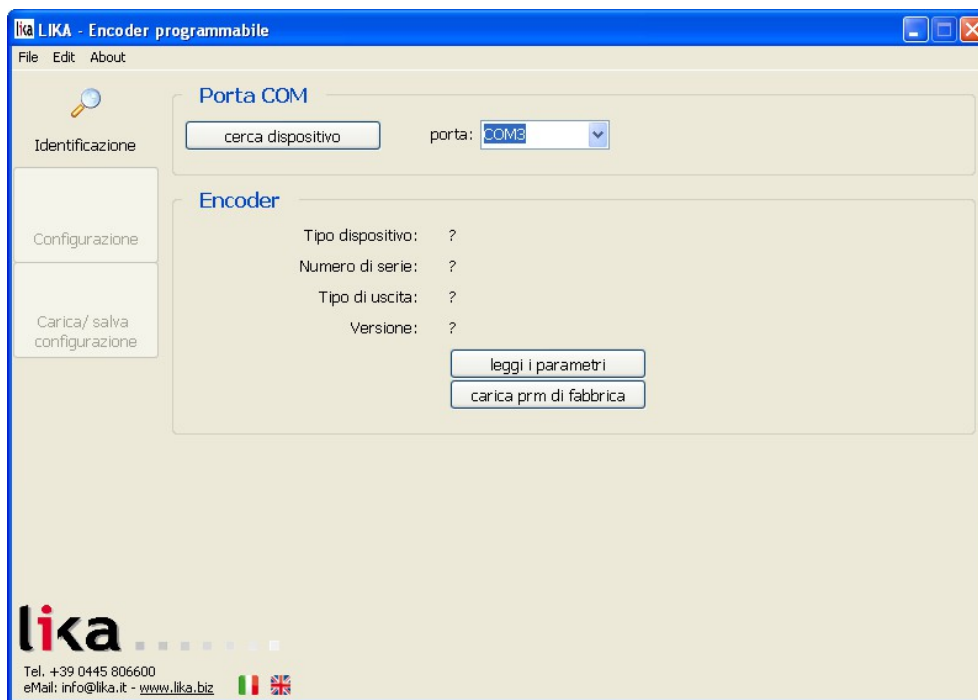 lika LIKA - Encoder programmabile
File Edit About
Identificazione
Configurazione
Carica/ salva
configurazione
Porta COM
cerca dispositivo porta: COM3
Encoder
Tipo dispositivo: ?
Numero di serie: ?
Tipo di uscita: ?
Versione: ?
leggi i parametri
carica prm di fabbrica
lika
Tel. +39 0445 806600
eMail: info@lika.it - www.lika.biz